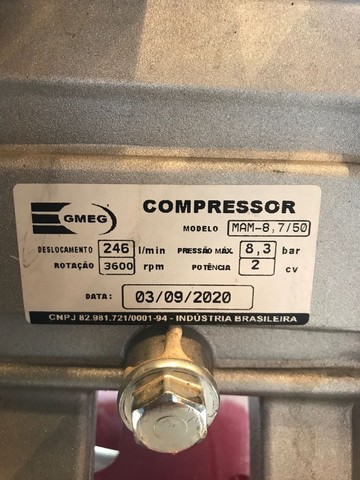 GMEG
COMPRESSOR
MODELO MAM-8,7/50
DESLOCAMENTO 246 l/min PRESSÃO MÁX. 8,3 bar
ROTAÇÃO 3600 rpm POTÊNCIA 2 cv
DATA: 03/09/2020
CNPJ 82.981.721/0001-94 - INDÚSTRIA BRASILEIRA